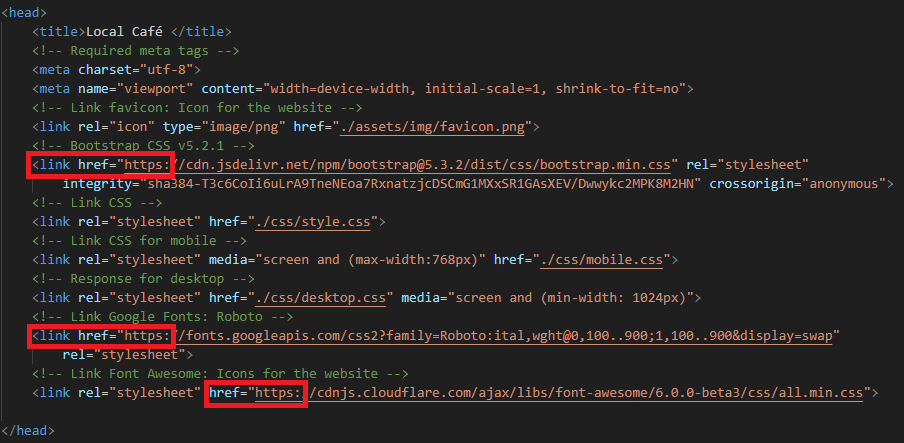 <head>
<title>Local Café </title>
<!-- Required meta tags -->
<meta charset="utf-8">
<meta name="viewport" content="width=device-width, initial-scale=1, shrink-to-fit=no">
<!-- Link favicon: Icon for the website -->
<link rel="icon" type="image/png" href="./assets/img/favicon.png">
<!-- Bootstrap CSS v5.2.1 -->
<link href="https://cdn.jsdelivr.net/npm/bootstrap@5.3.2/dist/css/bootstrap.min.css" rel="stylesheet"
integrity="sha384-T3c6CoIi6uLrA9TneNEoa7RxnatzjcDSCmG1MXxSR1GAsXEV/Dwwykc2MPK8M2HN" crossorigin="anonymous">
<!-- Link CSS -->
<link rel="stylesheet" href="./css/style.css">
<!-- Link CSS for mobile -->
<link rel="stylesheet" media="screen and (max-width:768px)" href="./css/mobile.css">
<!-- Response for desktop -->
<link rel="stylesheet" href="./css/desktop.css" media="screen and (min-width: 1024px)">
<!-- Link Google Fonts: Roboto -->
<link href="https://fonts.googleapis.com/css2?family=Roboto:ital,wght@0,100..900;1,100..900&display=swap"
rel="stylesheet">
<!-- Link Font Awesome: Icons for the website -->
<link rel="stylesheet" href="https://cdnjs.cloudflare.com/ajax/libs/font-awesome/6.0.0-beta3/css/all.min.css">
</head>